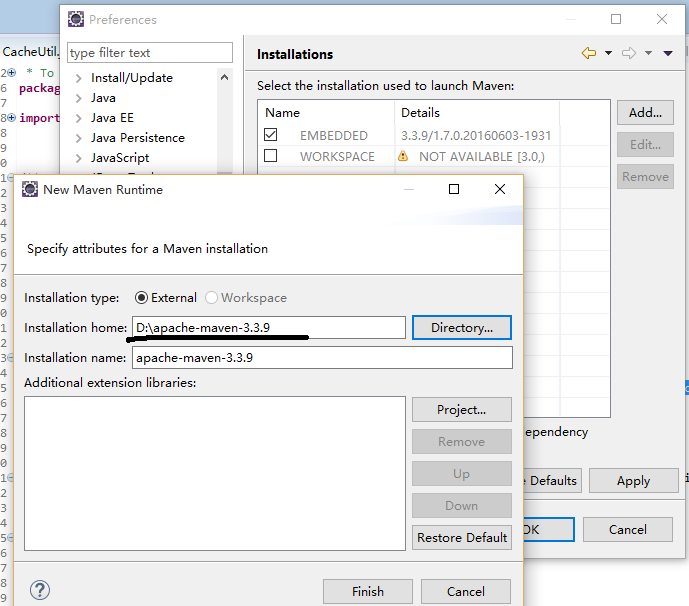 Preferences
CacheUtil.
type filter text
Installations
Install/Update
Java
Java EE
Java Persistence
JavaScript
* To
packag
import
Select the installation used to launch Maven:
Name Details
EMBEDDED 3.3.9/1.7.0.20160603-1931
WORKSPACE NOT AVAILABLE [3.0,)
Add...
Edit...
Remove
New Maven Runtime
Specify attributes for a Maven installation
Installation type: External Workspace
Installation home: D:\apache-maven-3.3.9 Directory...
Installation name: apache-maven-3.3.9
Additional extension libraries:
Project...
Remove
Up
Down
Restore Default
ependency
Defaults Apply
OK Cancel
? Finish Cancel